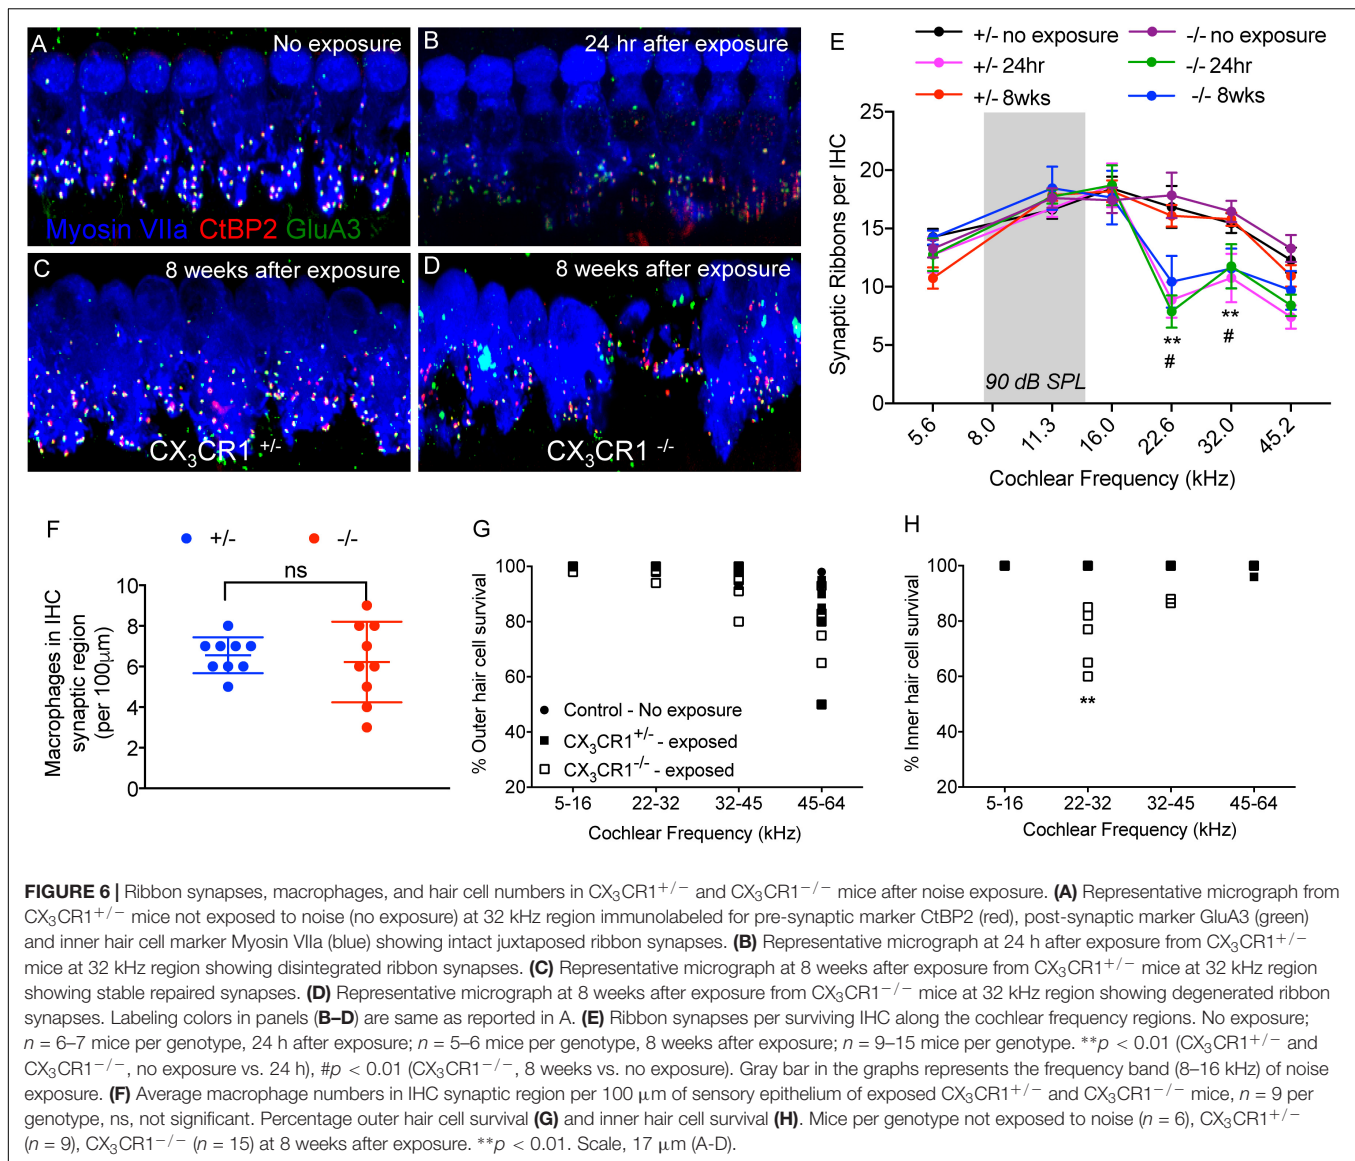 A
No exposure
Myosin VIIa CtBP2 GluA3
B
24 hr after exposure
C
8 weeks after exposure
CX3CR1 +/-
D
8 weeks after exposure
CX3CR1 -/-
E
+/- no exposure
-/- no exposure
+/- 24hr
-/- 24hr
+/- 8wks
-/- 8wks
Synaptic Ribbons per IHC
25
20
15
10
5
0
**
#
**
#
90 dB SPL
5.6
8.0
11.3
16.0
22.6
32.0
45.2
Cochlear Frequency (kHz)
F
+/-
-/-
ns
Macrophages in IHC
synaptic region
(per 100µm)
10
8
6
4
2
0
G
% Outer hair cell survival
100
80
60
40
20
Control - No exposure
CX3CR1+/- - exposed
CX3CR1-/- - exposed
5-16
22-32
32-45
45-64
Cochlear Frequency (kHz)
H
% Inner hair cell survival
100
80
60
40
20
**
5-16
22-32
32-45
45-64
Cochlear Frequency (kHz)
FIGURE 6 | Ribbon synapses, macrophages, and hair cell numbers in CX3CR1+/− and CX3CR1−/− mice after noise exposure. (A) Representative micrograph from
CX3CR1+/− mice not exposed to noise (no exposure) at 32 kHz region immunolabeled for pre-synaptic marker CtBP2 (red), post-synaptic marker GluA3 (green)
and inner hair cell marker Myosin VIIa (blue) showing intact juxtaposed ribbon synapses. (B) Representative micrograph at 24 h after exposure from CX3CR1+/−
mice at 32 kHz region showing disintegrated ribbon synapses. (C) Representative micrograph at 8 weeks after exposure from CX3CR1+/− mice at 32 kHz region
showing stable repaired synapses. (D) Representative micrograph at 8 weeks after exposure from CX3CR1−/− mice at 32 kHz region showing degenerated ribbon
synapses. Labeling colors in panels (B–D) are same as reported in A. (E) Ribbon synapses per surviving IHC along the cochlear frequency regions. No exposure;
n = 6–7 mice per genotype, 24 h after exposure; n = 5–6 mice per genotype, 8 weeks after exposure; n = 9–15 mice per genotype. **p < 0.01 (CX3CR1+/− and
CX3CR1−/−, no exposure vs. 24 h), #p < 0.01 (CX3CR1−/−, 8 weeks vs. no exposure). Gray bar in the graphs represents the frequency band (8–16 kHz) of noise
exposure. (F) Average macrophage numbers in IHC synaptic region per 100 µm of sensory epithelium of exposed CX3CR1+/− and CX3CR1−/− mice, n = 9 per
genotype, ns, not significant. Percentage outer hair cell survival (G) and inner hair cell survival (H). Mice per genotype not exposed to noise (n = 6), CX3CR1+/−
(n = 9), CX3CR1−/− (n = 15) at 8 weeks after exposure. **p < 0.01. Scale, 17 µm (A-D).